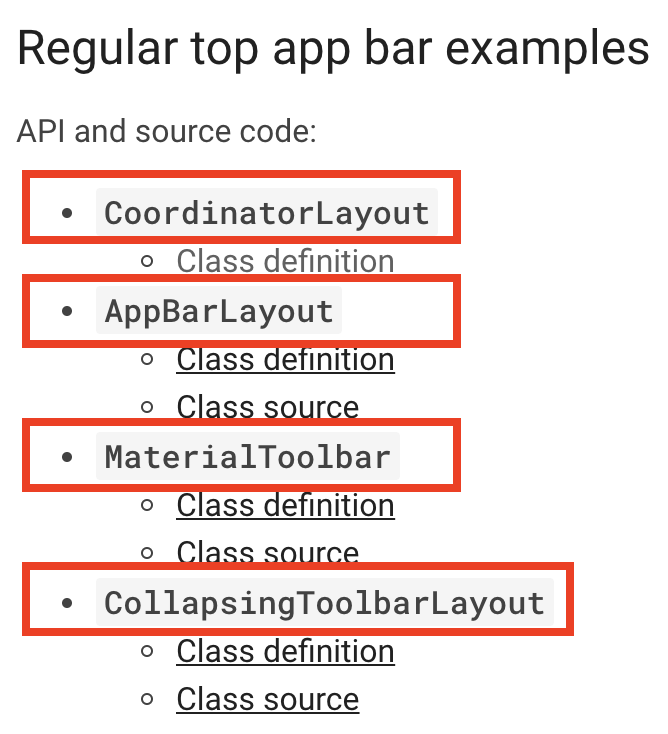 Regular top app bar examples
API and source code:
CoordinatorLayout
Class definition
AppBarLayout
Class definition
Class source
MaterialToolbar
Class definition
Class source
CollapsingToolbarLayout
Class definition
Class source